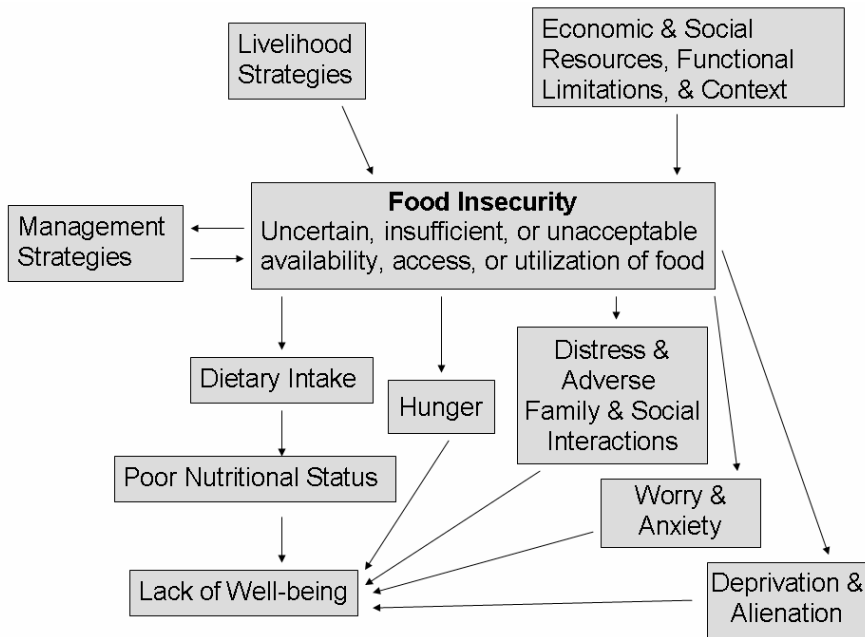 Livelihood
Strategies
Economic & Social
Resources, Functional
Limitations, & Context
Food Insecurity
Uncertain, insufficient, or unacceptable
availability, access, or utilization of food
Management
Strategies
Dietary Intake
Hunger
Distress &
Adverse
Family & Social
Interactions
Poor Nutritional Status
Worry &
Anxiety
Lack of Well-being
Deprivation &
Alienation